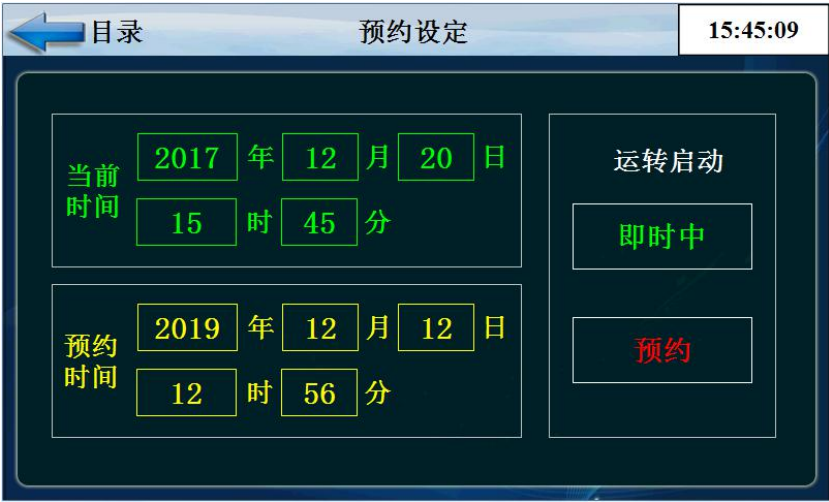 目录 预约设定 15:45:09
当前时间 2017 年 12 月 20 日
15 时 45 分
预约时间 2019 年 12 月 12 日
12 时 56 分
运转启动
即时中
预约